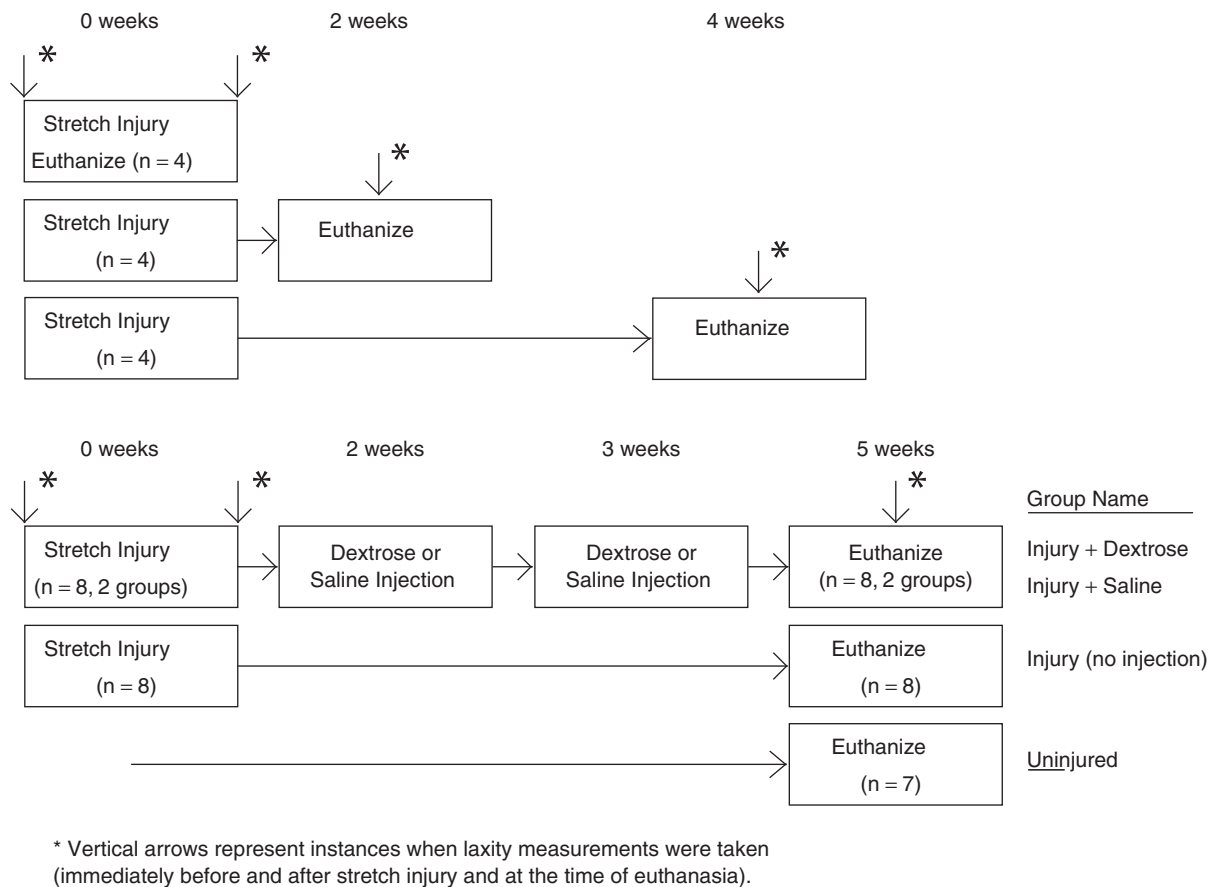 0 weeks 2 weeks 4 weeks
* *
Stretch Injury
Euthanize (n = 4)
*
Stretch Injury
(n = 4)
Euthanize
*
Stretch Injury
(n = 4)
Euthanize
0 weeks 2 weeks 3 weeks 5 weeks
* * *
Group Name
Stretch Injury
(n = 8, 2 groups)
Dextrose or
Saline Injection
Dextrose or
Saline Injection
Euthanize
(n = 8, 2 groups)
Injury + Dextrose
Injury + Saline
Stretch Injury
(n = 8)
Euthanize
(n = 8)
Injury (no injection)
Euthanize
(n = 7)
Uninjured
* Vertical arrows represent instances when laxity measurements were taken
(immediately before and after stretch injury and at the time of euthanasia).